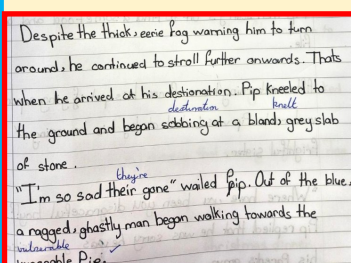 Despite the thick, eerie fog warning him to turn
around, he continued to stroll further onwards. Thats
when he arrived at his destionation. Pip kneeled to
destination knelt
the ground and began sobbing at a bland, grey slab
of stone.
they're
"I'm so sad their gone" wailed Pip. Out of the blue,
a ragged, ghastly man began walking towards the
vulnerable
Pip.